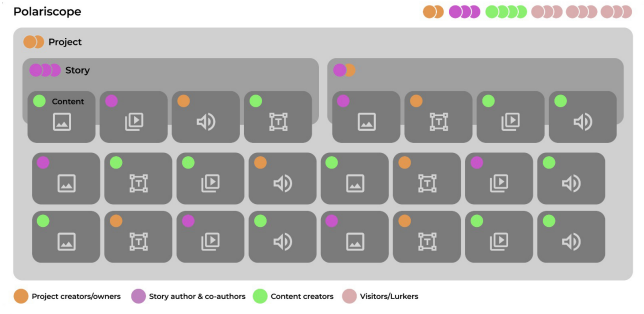 Polariscope
Project
Story
Content
T
T
T
T
T
T
Project creators/owners
Story author & co-authors
Content creators
Visitors/Lurkers